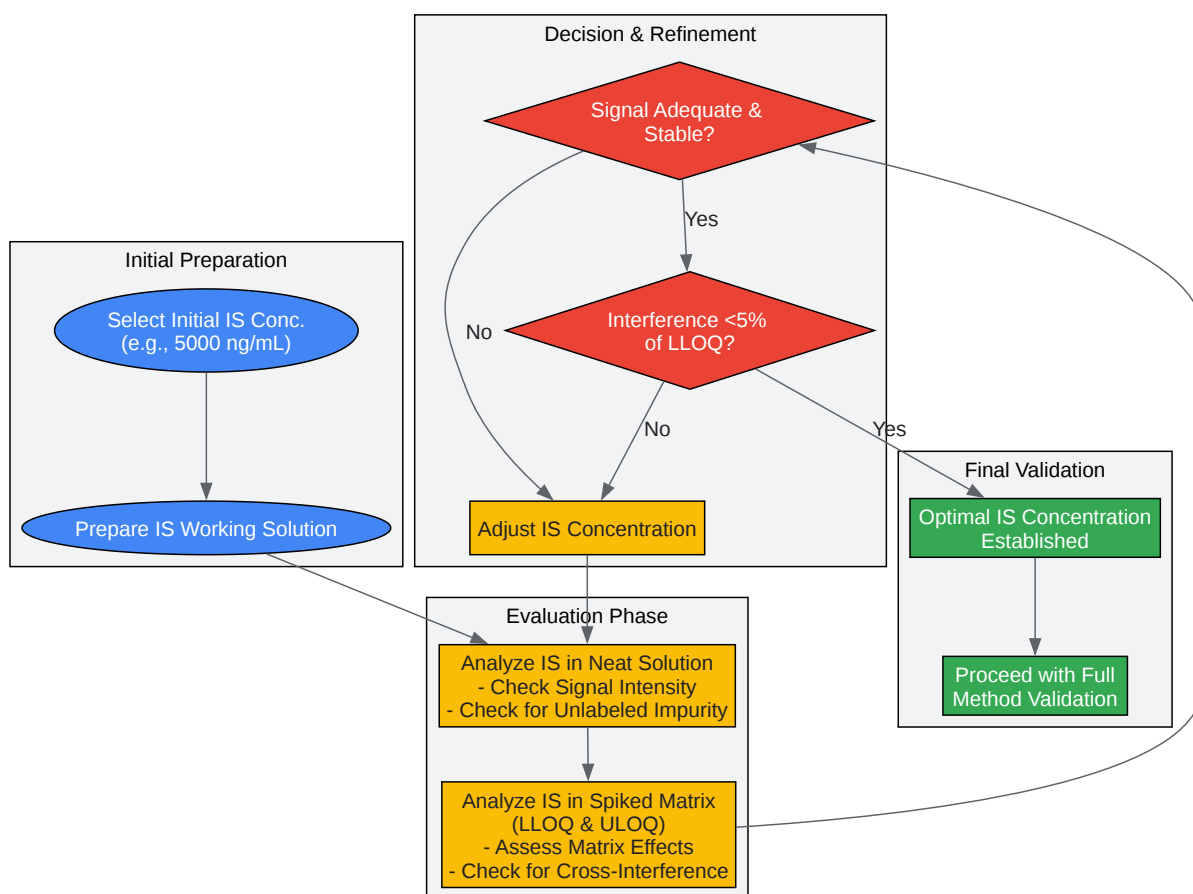 Decision & Refinement
Signal Adequate &
Stable?
Yes
Initial Preparation
Select Initial IS Conc.
(e.g., 5000 ng/mL)
Interference <5%
of LLOQ?
No
No
Yes
Prepare IS Working Solution
Adjust IS Concentration
Final Validation
Optimal IS Concentration
Established
Evaluation Phase
Analyze IS in Neat Solution
- Check Signal Intensity
- Check for Unlabeled Impurity
Proceed with Full
Method Validation
Analyze IS in Spiked Matrix
(LLOQ & ULOQ)
- Assess Matrix Effects
- Check for Cross-Interference